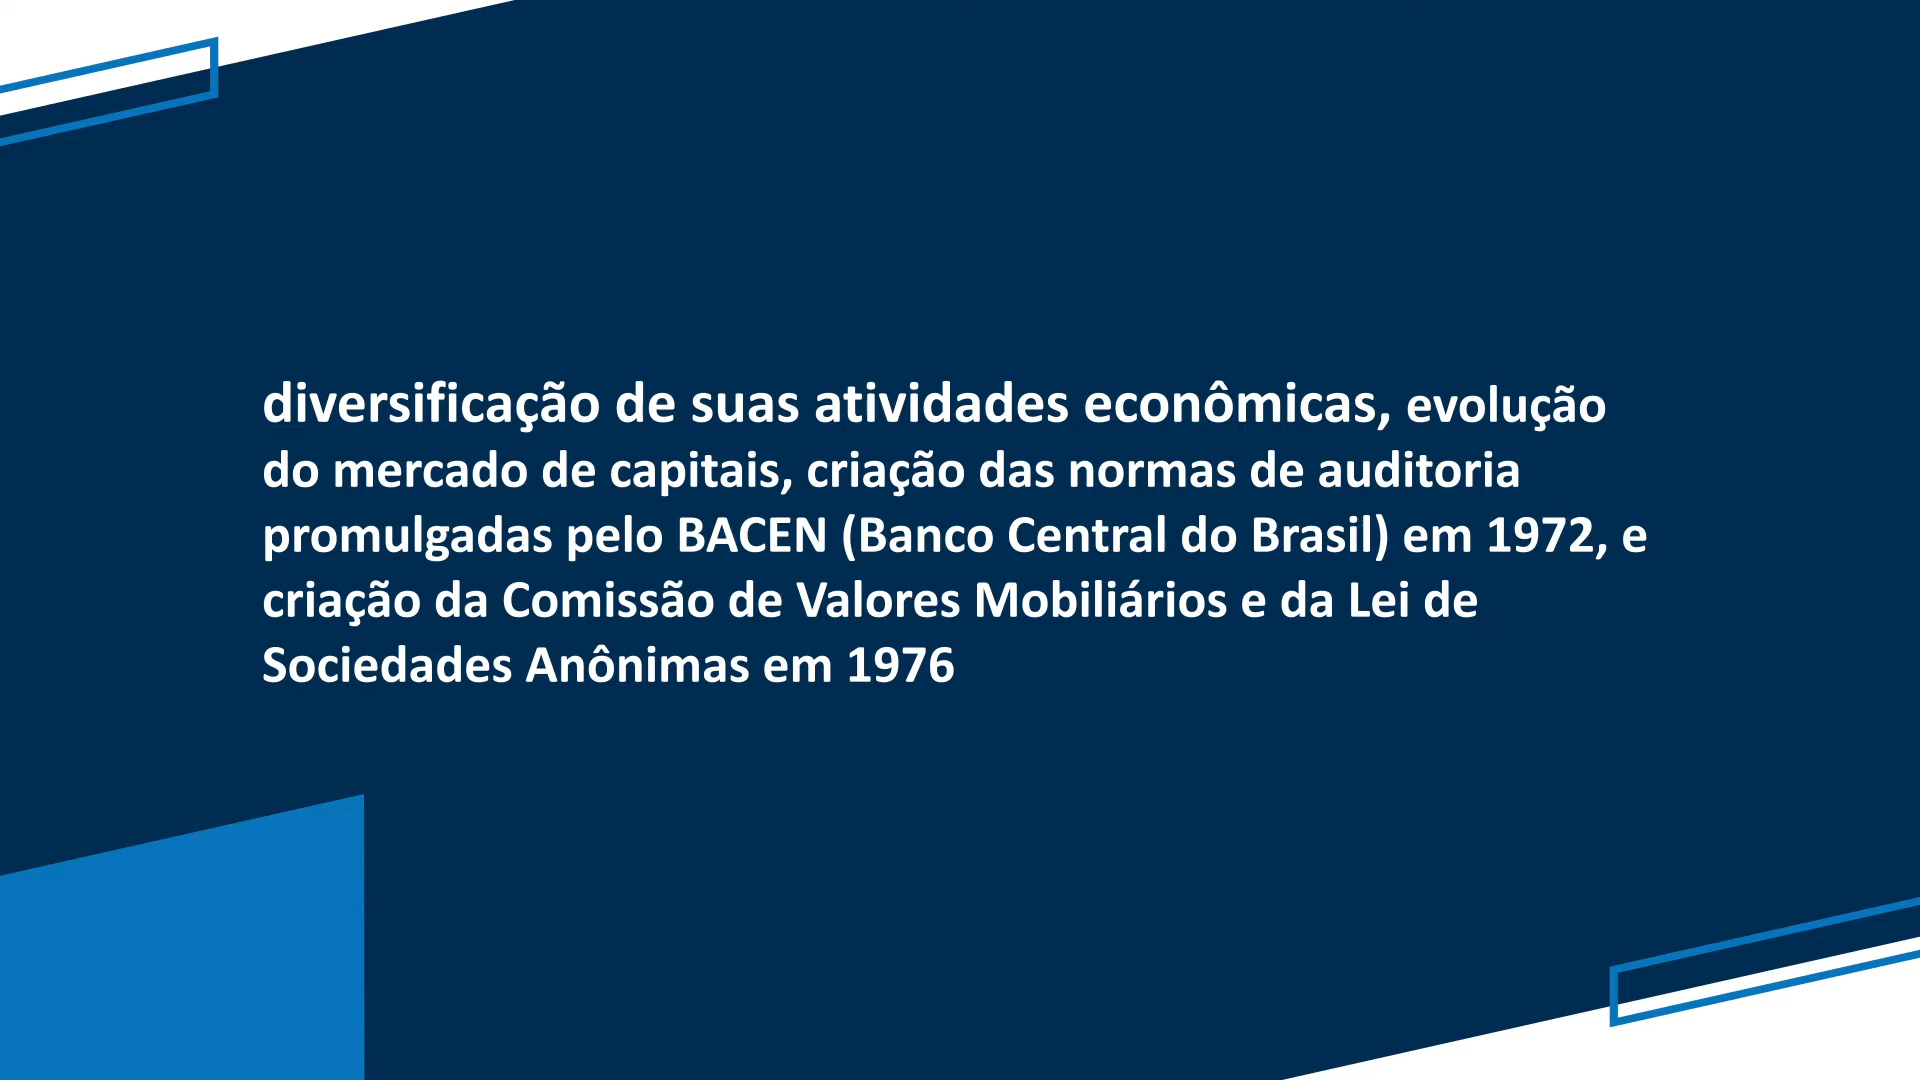 diversificação de suas atividades econômicas, evolução
do mercado de capitais, criação das normas de auditoria
promulgadas pelo BACEN (Banco Central do Brasil) em 1972, e
criação da Comissão de Valores Mobiliários e da Lei de
Sociedades Anônimas em 1976